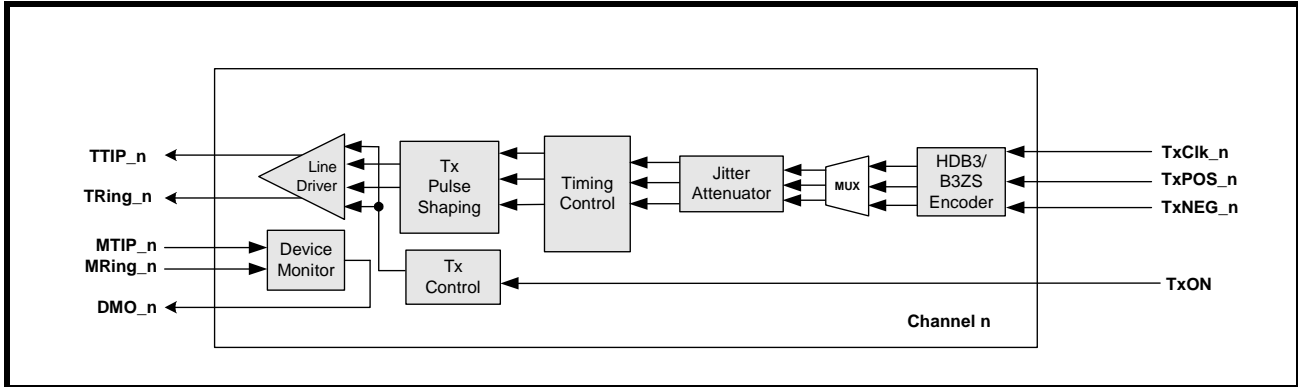 TTIP_n
TRing_n
MTIP_n
MRing_n
DMO_n
Line
Driver
Device
Monitor
Tx
Pulse
Shaping
Tx
Control
Timing
Control
Jitter
Attenuator
MUX
HDB3/
B3ZS
Encoder
TxClk_n
TxPOS_n
TxNEG_n
TxON
Channel n